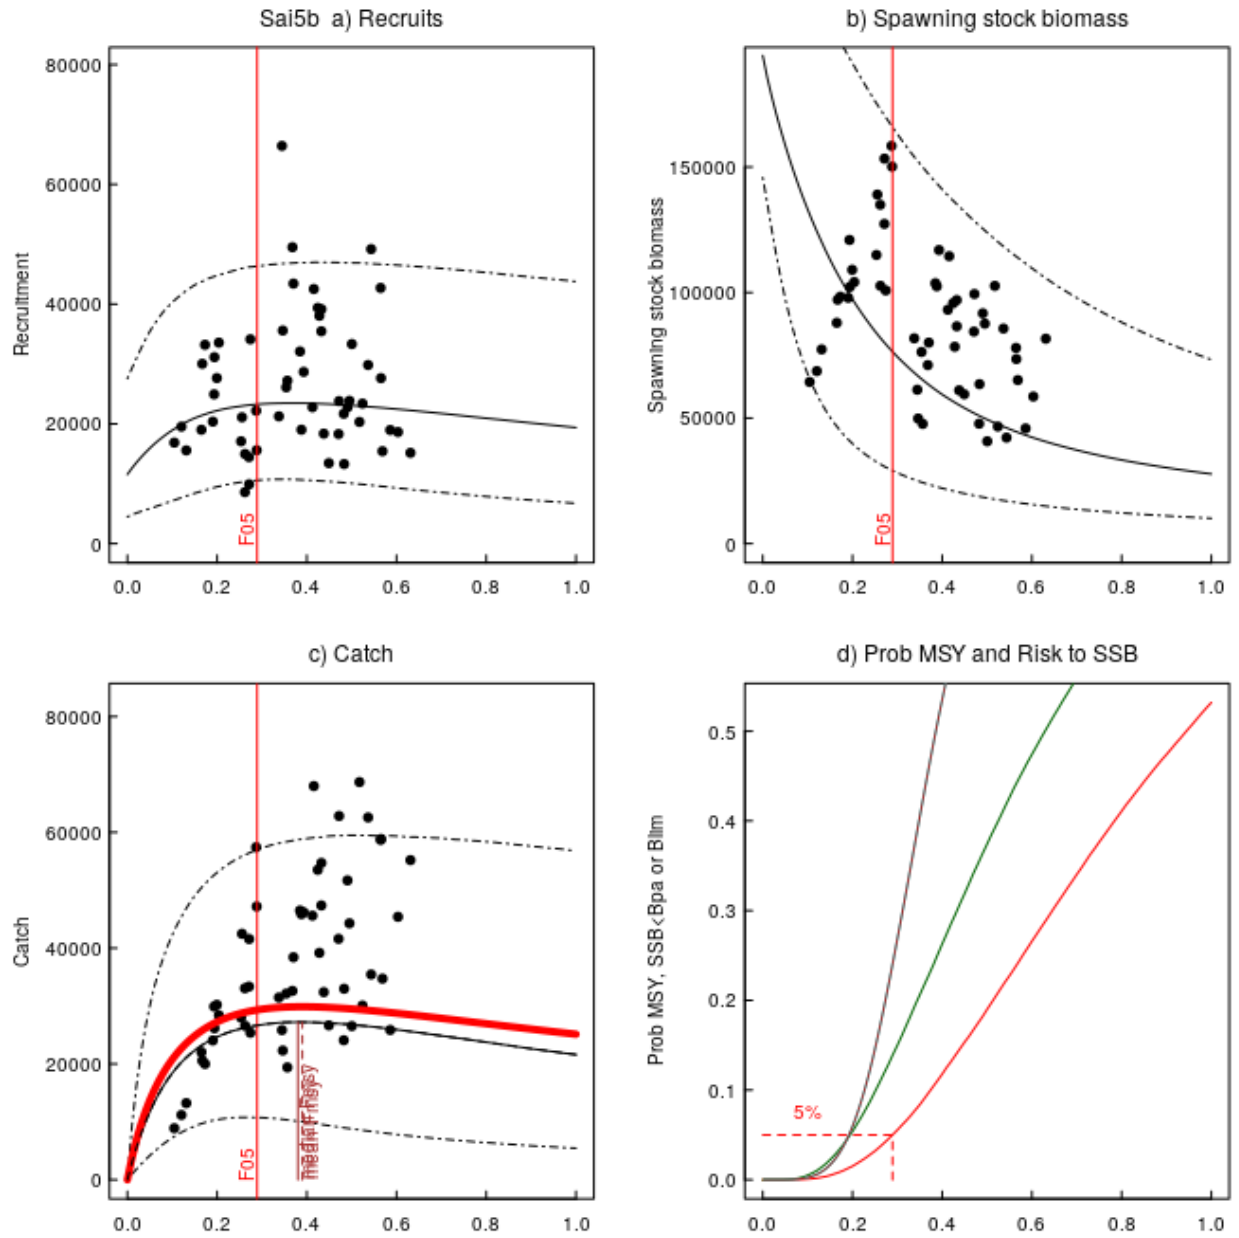 Sai5b a) Recruits
80000
60000
40000
20000
0
Recruitment
F05
0.0 0.2 0.4 0.6 0.8 1.0
b) Spawning stock biomass
150000
100000
50000
0
Spawning stock biomass
F05
0.0 0.2 0.4 0.6 0.8 1.0
c) Catch
80000
60000
40000
20000
0
Catch
F05
0.0 0.2 0.4 0.6 0.8 1.0
d) Prob MSY and Risk to SSB
0.5
0.4
0.3
0.2
0.1
0.0
Prob MSY, SSB<Bpa or Blim
5%
0.0 0.2 0.4 0.6 0.8 1.0